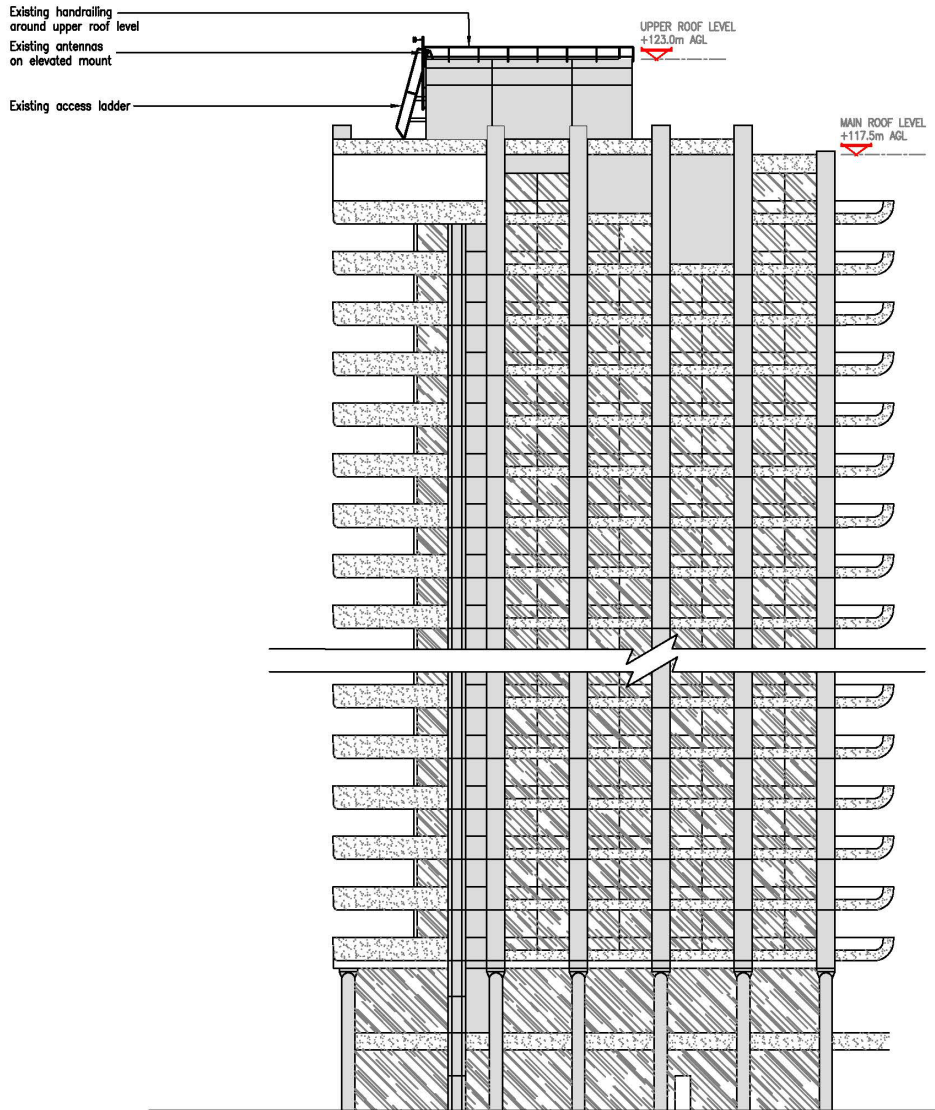 Existing handrailing
around upper roof level
Existing antennas
on elevated mount
Existing access ladder
UPPER ROOF LEVEL
+123.0m AGL
MAIN ROOF LEVEL
+117.5m AGL